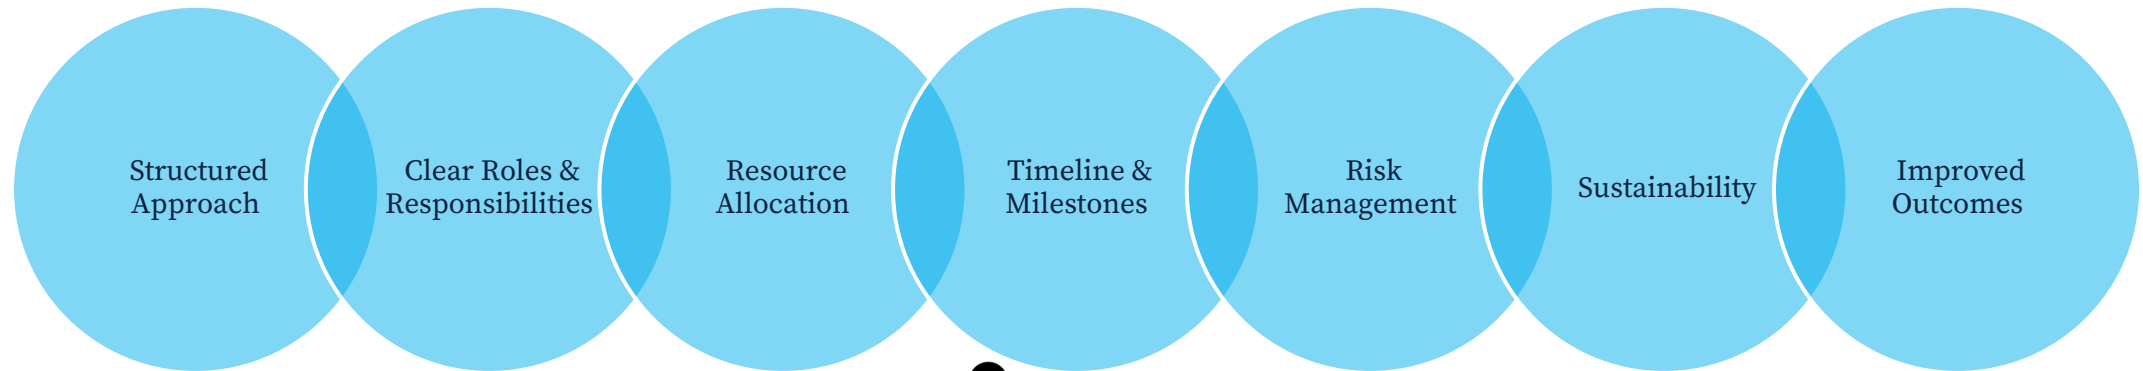 Structured
Approach
Clear Roles &
Responsibilities
Resource
Allocation
Timeline &
Milestones
Risk
Management
Sustainability
Improved
Outcomes